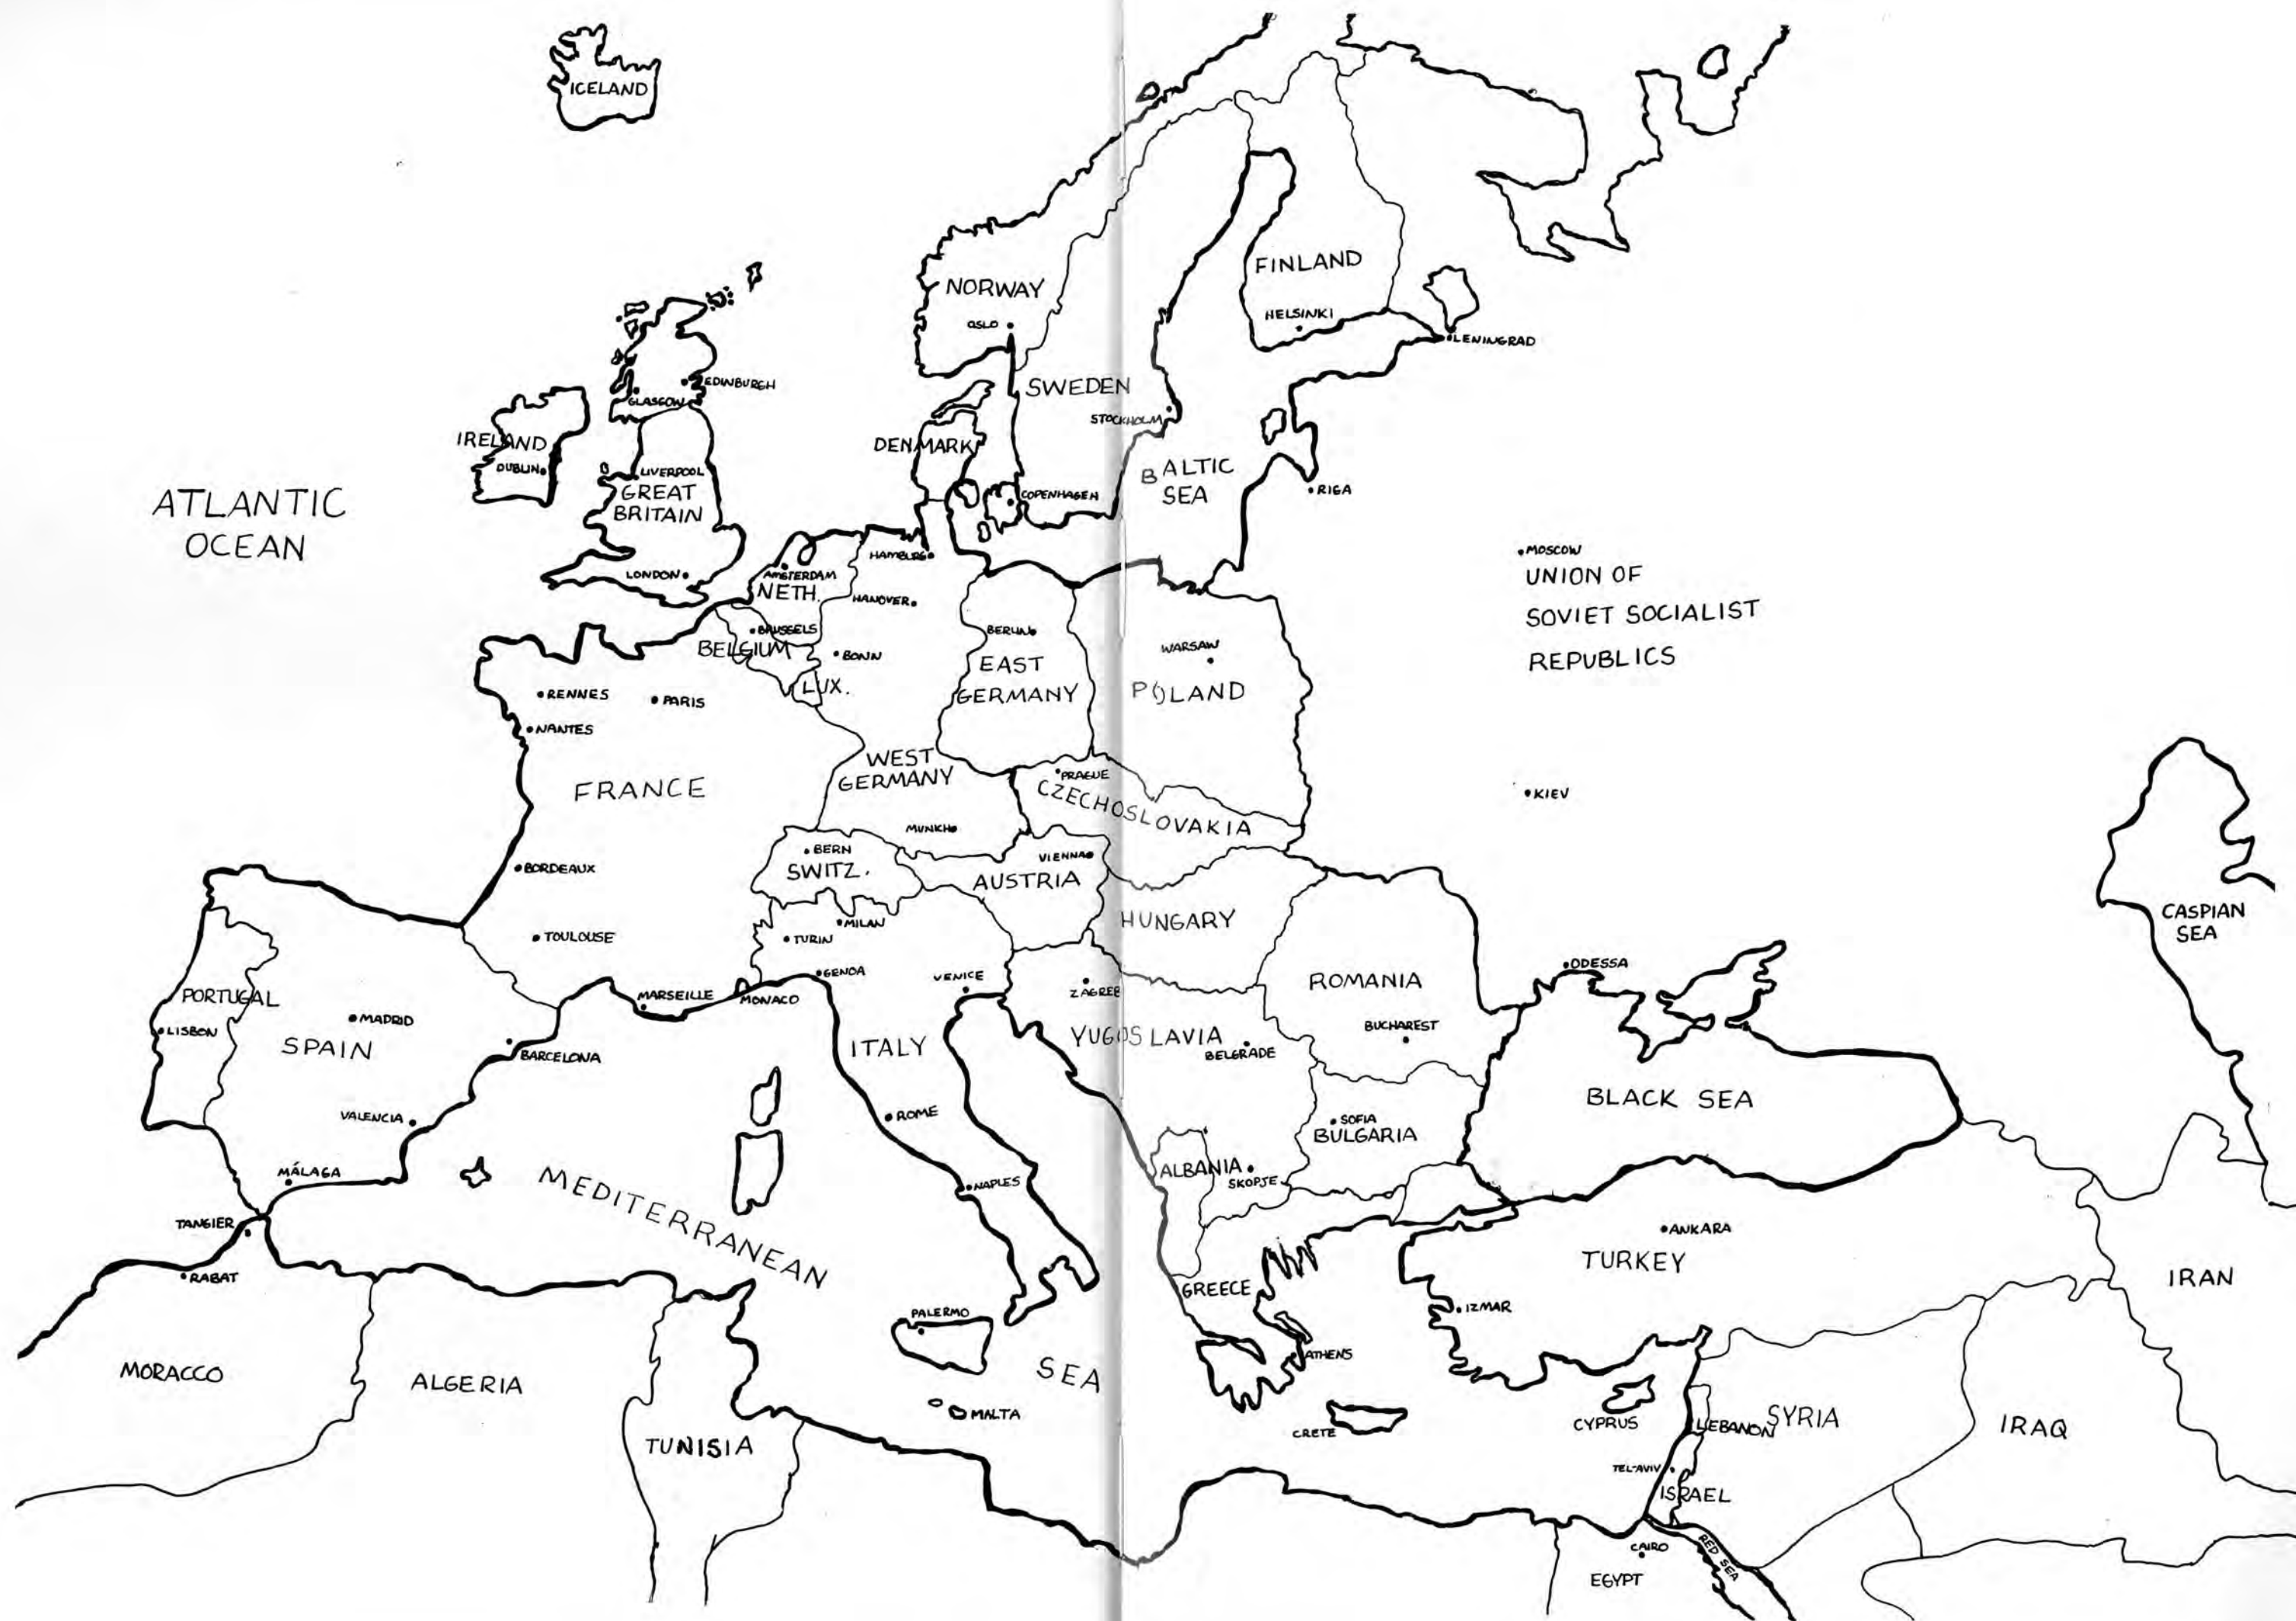 ICELAND
NORWAY
OSLO
FINLAND
HELSINKI
LENINGRAD
SWEDEN
STOCKHOLM
EDINBURGH
GLASGOW
IRELAND
DUBLIN
LIVERPOOL
GREAT
BRITAIN
LONDON
DENMARK
COPENHAGEN
BALTIC
SEA
RIGA
ATLANTIC
OCEAN
MOSCOW
UNION OF
SOVIET SOCIALIST
REPUBLICS
KIEV
HAMBURG
AMSTERDAM
NETH.
HANOVER
BRUSSELS
BELGIUM
BONN
LUX.
BERLIN
EAST
GERMANY
WARSAW
POLAND
RENNES
PARIS
NANTES
FRANCE
WEST
GERMANY
MUNICH
PRAGUE
CZECHOSLOVAKIA
BORDEAUX
BERN
SWITZ.
VIENNA
AUSTRIA
HUNGARY
TOULOUSE
MILAN
TURIN
GENOA
VENICE
MARSEILLE
MONACO
ZAGREB
YUGOSLAVIA
BELGRADE
ROMANIA
BUCHAREST
ODESSA
CASPIAN
SEA
PORTUGAL
LISBON
MADRID
SPAIN
BARCELONA
VALENCIA
MÁLAGA
ITALY
ROME
NAPLES
SOFIA
BULGARIA
BLACK SEA
ALBANIA
SKOPJE
MEDITERRANEAN
SEA
TANGIER
RABAT
PALERMO
GREECE
ATHENS
ANKARA
TURKEY
IZMAR
IRAN
MORACCO
ALGERIA
TUNISIA
MALTA
CRETE
CYPRUS
LEBANON
SYRIA
IRAQ
TEL-AVIV
ISRAEL
CAIRO
EGYPT
RED SEA